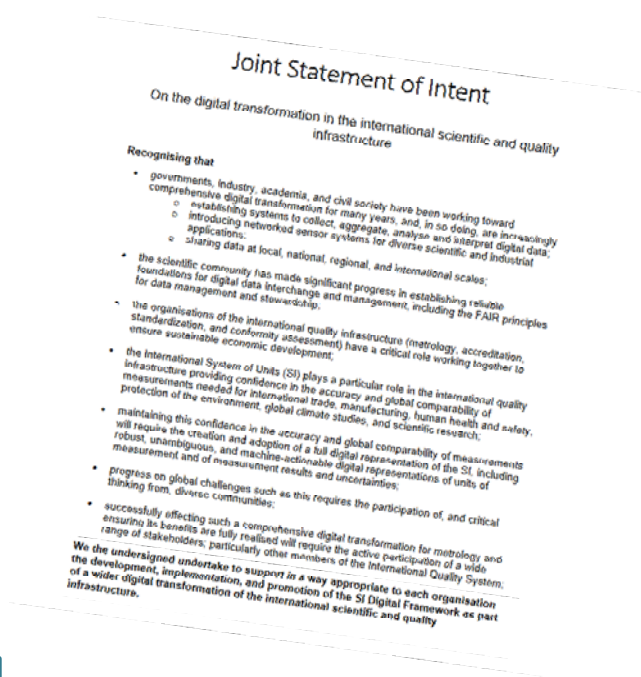 Joint Statement of Intent
On the digital transformation in the international scientific and quality
infrastructure
Recognising that
• governments, industry, academia, and civil society have been working toward
comprehensive digital transformation for many years, and, in so doing, are increasingly
o establishing systems to collect, aggregate, analyse and interpret digital data;
o introducing networked sensor systems for diverse scientific and industrial
applications;
o sharing data at local, national, regional, and international scales;
• the scientific community has made significant progress in establishing reliable
foundations for digital data interchange and management, including the FAIR principles
for data management and stewardship;
• the organisations of the international quality infrastructure (metrology, accreditation,
standardization, and conformity assessment) have a critical role working together to
ensure sustainable economic development;
• the International System of Units (SI) plays a particular role in the international quality
infrastructure providing confidence in the accuracy and global comparability of
measurements needed for international trade, manufacturing, human health and safety,
protection of the environment, global climate studies, and scientific research;
• maintaining this confidence in the accuracy and global comparability of measurements
will require the creation and adoption of a full digital representation of the SI, including
robust, unambiguous, and machine-actionable digital representations of units of
measurement and of measurement results and uncertainties;
• progress on global challenges such as this requires the participation of, and critical
thinking from, diverse communities;
• successfully effecting such a comprehensive digital transformation for metrology and
ensuring its benefits are fully realised will require the active participation of a wide
range of stakeholders; particularly other members of the International Quality System;
We the undersigned undertake to support in a way appropriate to each organisation
the development, implementation, and promotion of the SI Digital Framework as part
of a wider digital transformation of the international scientific and quality
infrastructure.